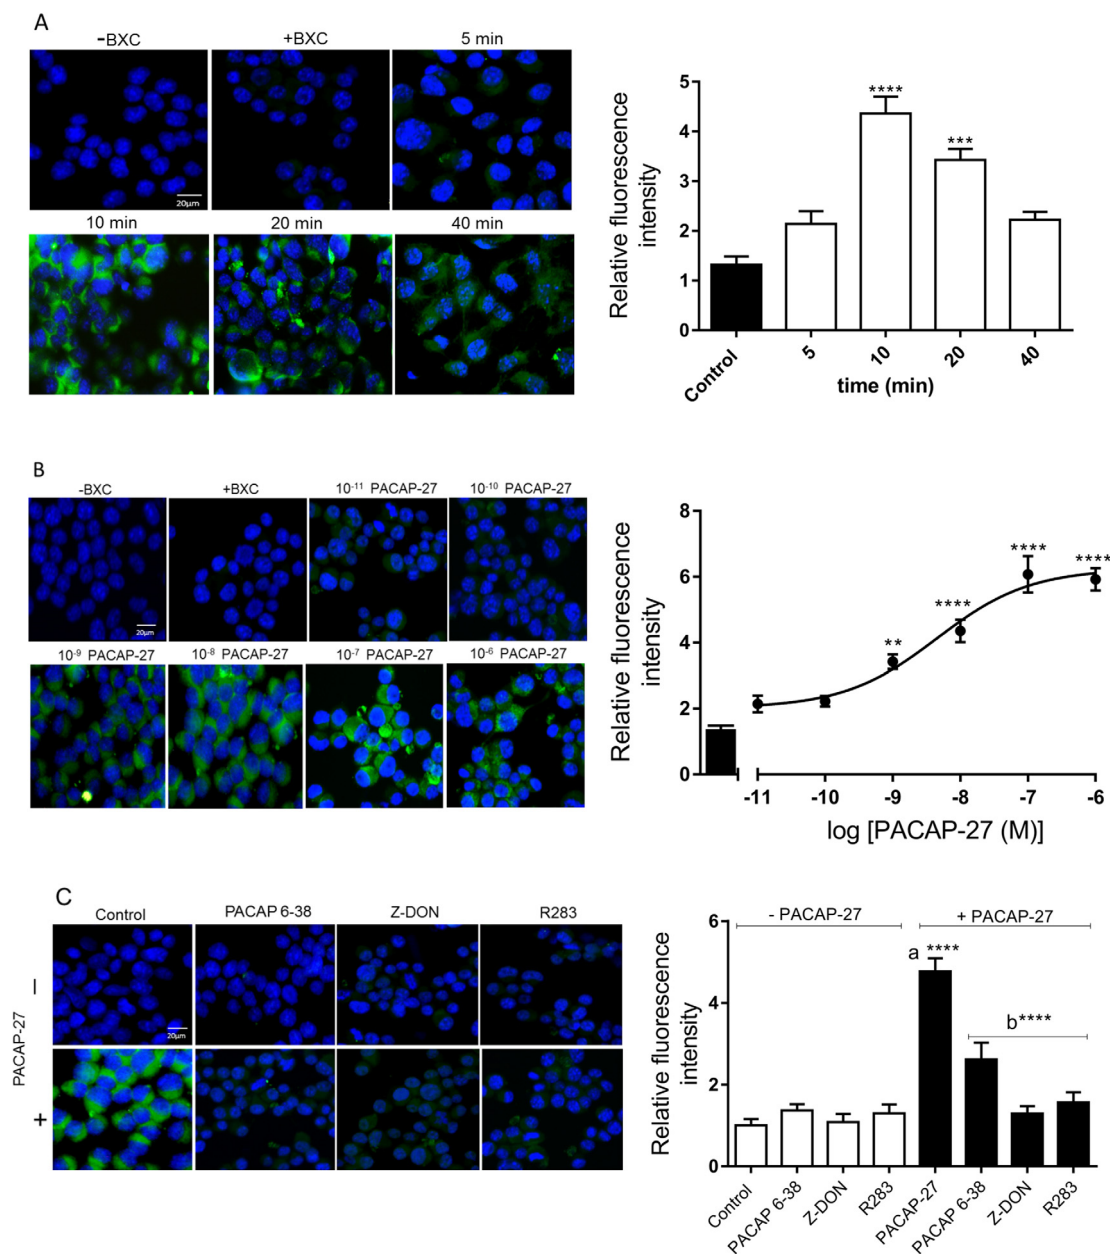 A
-BXC +BXC 5 min
20µm
10 min 20 min 40 min
Relative fluorescence
intensity
5
4
3
2
1
0
****
***
Control 5 10 20 40
time (min)
B
-BXC +BXC 10-11 PACAP-27 10-10 PACAP-27
20µm
10-9 PACAP-27 10-8 PACAP-27 10-7 PACAP-27 10-6 PACAP-27
Relative fluorescence
intensity
8
6
4
2
0
**
****
****
****
-11 -10 -9 -8 -7 -6
log [PACAP-27 (M)]
C
Control PACAP 6-38 Z-DON R283
PACAP-27
–
+
20µm
Relative fluorescence
intensity
6
4
2
0
- PACAP-27 + PACAP-27
a ****
b****
Control PACAP 6-38 Z-DON R283 PACAP-27 PACAP 6-38 Z-DON R283